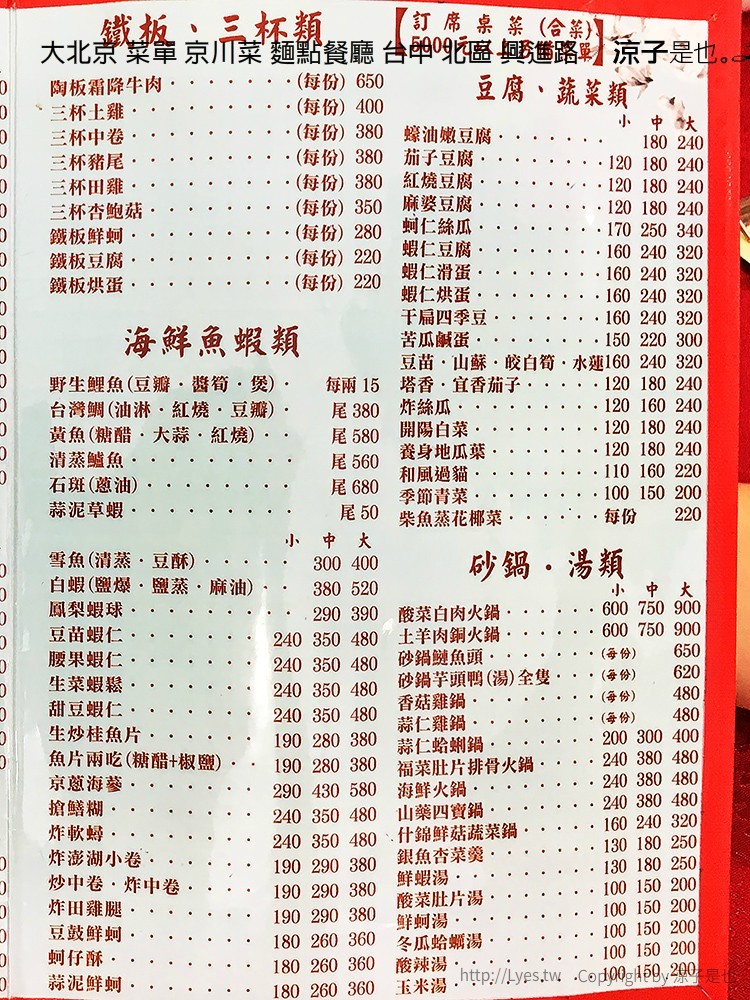 鐵板、三杯類
大北京 菜單 京川菜 麵點餐廳 台中 北區 興進路 涼子是也。
陶板霜降牛肉 (每份) 650
三杯土雞 (每份) 400
三杯中卷 (每份) 380
三杯豬尾 (每份) 380
三杯田雞 (每份) 380
三杯杏鮑菇 (每份) 350
鐵板鮮蚵 (每份) 280
鐵板豆腐 (每份) 220
鐵板烘蛋 (每份) 220
海鮮魚蝦類
野生鯉魚(豆瓣·醬筍·煲) 每兩 15
台灣鯛(油淋·紅燒·豆瓣) 尾 380
黃魚(糖醋·大蒜·紅燒) 尾 580
清蒸鱸魚 尾 560
石斑(蔥油) 尾 680
蒜泥草蝦 尾 50
小 中 大
雪魚(清蒸·豆酥) 300 400
白蝦(鹽爆·鹽蒸·麻油) 380 520
鳳梨蝦球 290 390
豆苗蝦仁 240 350 480
腰果蝦仁 240 350 480
生菜蝦鬆 240 350 480
甜豆蝦仁 240 350 480
生炒桂魚片 190 280 380
魚片兩吃(糖醋+椒鹽) 190 280 380
京蔥海蔘 290 430 580
搶鱔糊 240 350 480
炸軟蟳 240 350 480
炸澎湖小卷 190 290 380
炒中卷·炸中卷 190 290 380
炸田雞腿 190 290 380
豆鼓鮮蚵 180 260 360
蚵仔酥 180 260 360
蒜泥鮮蚵 180 260 360
【訂席桌菜(合菜)
豆腐、蔬菜類
小 中 大
蠔油嫩豆腐 180 240
茄子豆腐 120 180 240
紅燒豆腐 120 180 240
麻婆豆腐 120 180 240
蚵仁絲瓜 170 250 340
蝦仁豆腐 160 240 320
蝦仁滑蛋 160 240 320
蝦仁烘蛋 160 240 320
干扁四季豆 160 240 320
苦瓜鹹蛋 150 220 300
豆苗·山蘇·皎白筍·水蓮 160 240 320
塔香·宜香茄子 120 180 240
炸絲瓜 120 160 240
開陽白菜 120 180 240
養身地瓜菜 120 180 240
和風過貓 110 160 220
季節青菜 100 150 200
柴魚蒸花椰菜 每份 220
砂鍋·湯類
小 中 大
酸菜白肉火鍋 600 750 900
土羊肉銅火鍋 600 750 900
砂鍋鰱魚頭 (每份) 650
砂鍋芋頭鴨(湯)全隻 (每份) 620
香菇雞鍋 (每份) 480
蒜仁雞鍋 (每份) 480
蒜仁蛤蜊鍋 200 300 400
福菜肚片排骨火鍋 240 380 480
海鮮火鍋 240 380 480
山藥四寶鍋 240 380 480
什錦鮮菇蔬菜鍋 160 240 320
銀魚杏菜羹 130 180 250
鮮蝦湯 130 180 250
酸菜肚片湯 100 150 200
鮮蚵湯 100 150 200
冬瓜蛤蠣湯 100 150 200
酸辣湯 100 150 200
玉米湯 100 150 200
http://Lyes.tw Copyright by 涼子是也